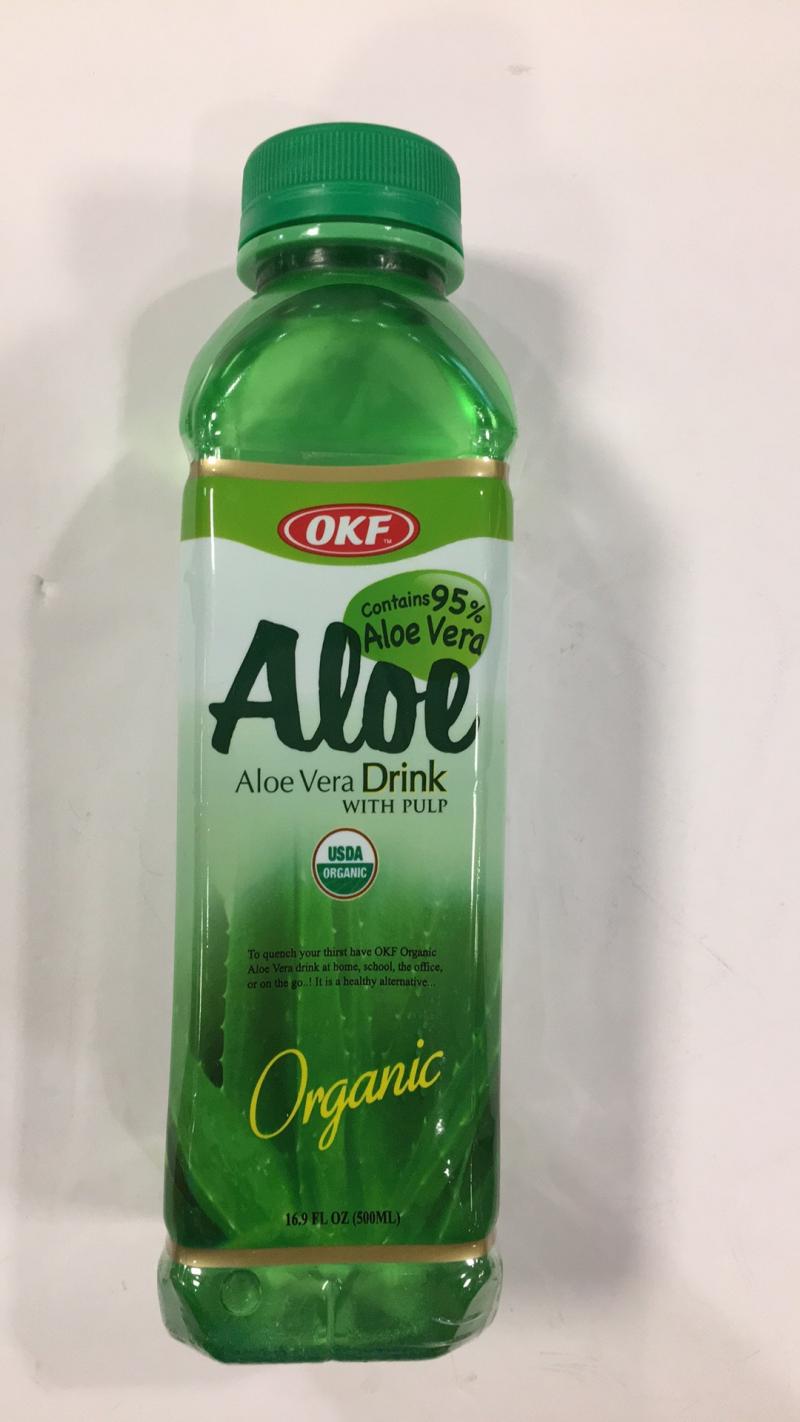 OKF™
Contains 95%
Aloe Vera
Aloe
Aloe Vera Drink
WITH PULP
USDA
ORGANIC
To quench your thirst have OKF Organic
Aloe Vera drink at home, school, the office,
or on the go..! It is a healthy alternative...
Organic
16.9 FL OZ (500ML)